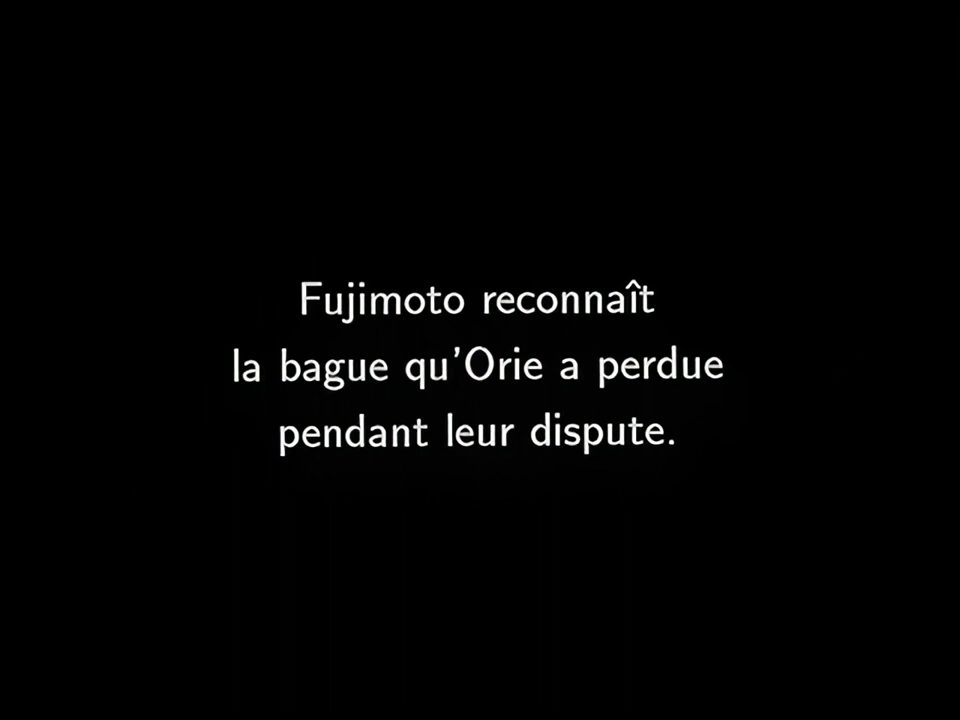 Fujimoto reconnaît
la bague qu'Orie a perdue
pendant leur dispute.